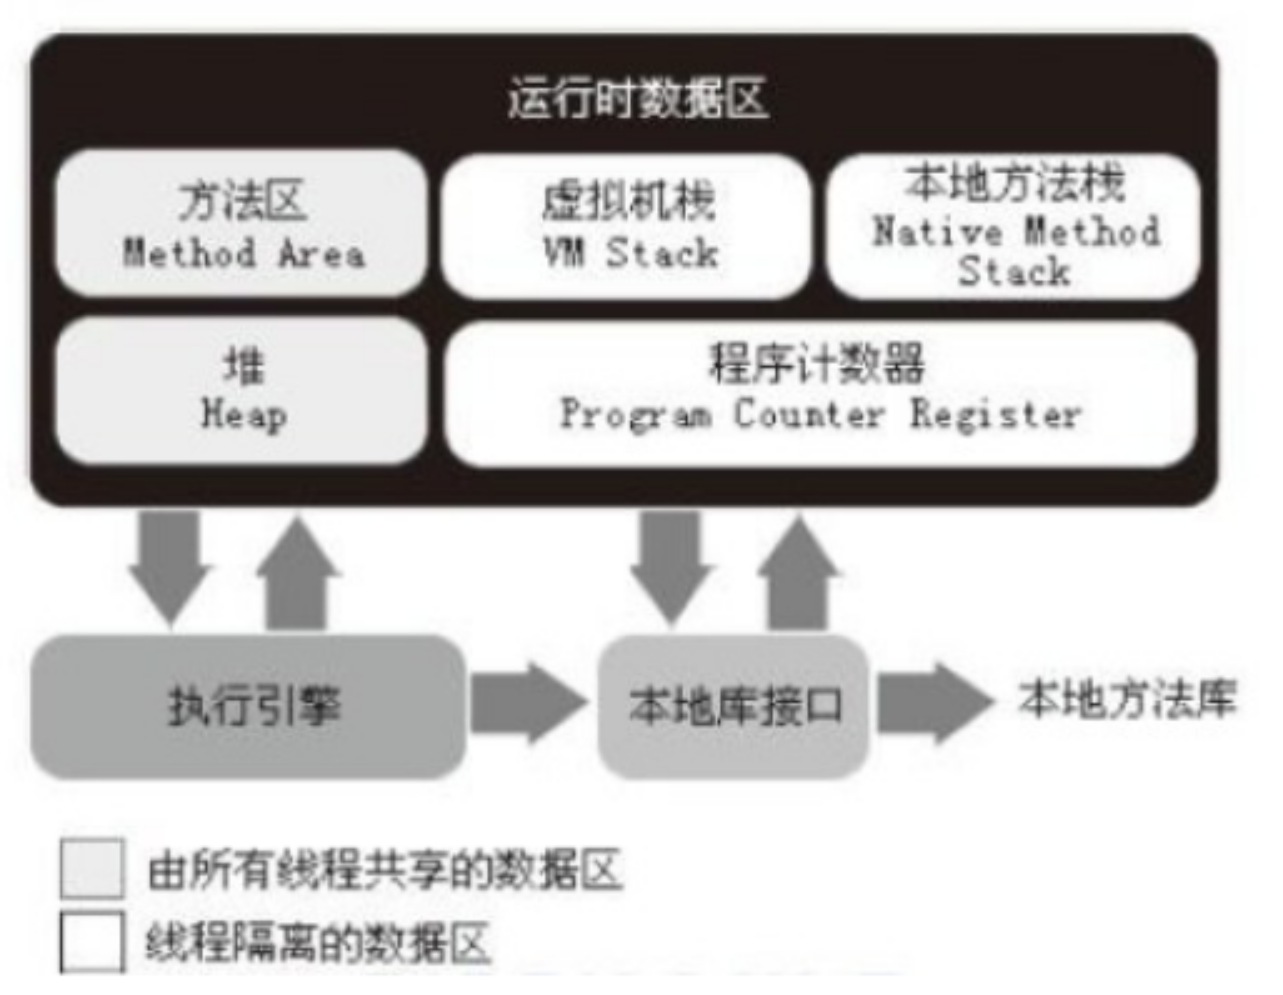 运行时数据区
方法区
Method Area
虚拟机栈
VM Stack
本地方法栈
Native Method
Stack
堆
Heap
程序计数器
Program Counter Register
执行引擎
本地库接口
本地方法库
由所有线程共享的数据区
线程隔离的数据区